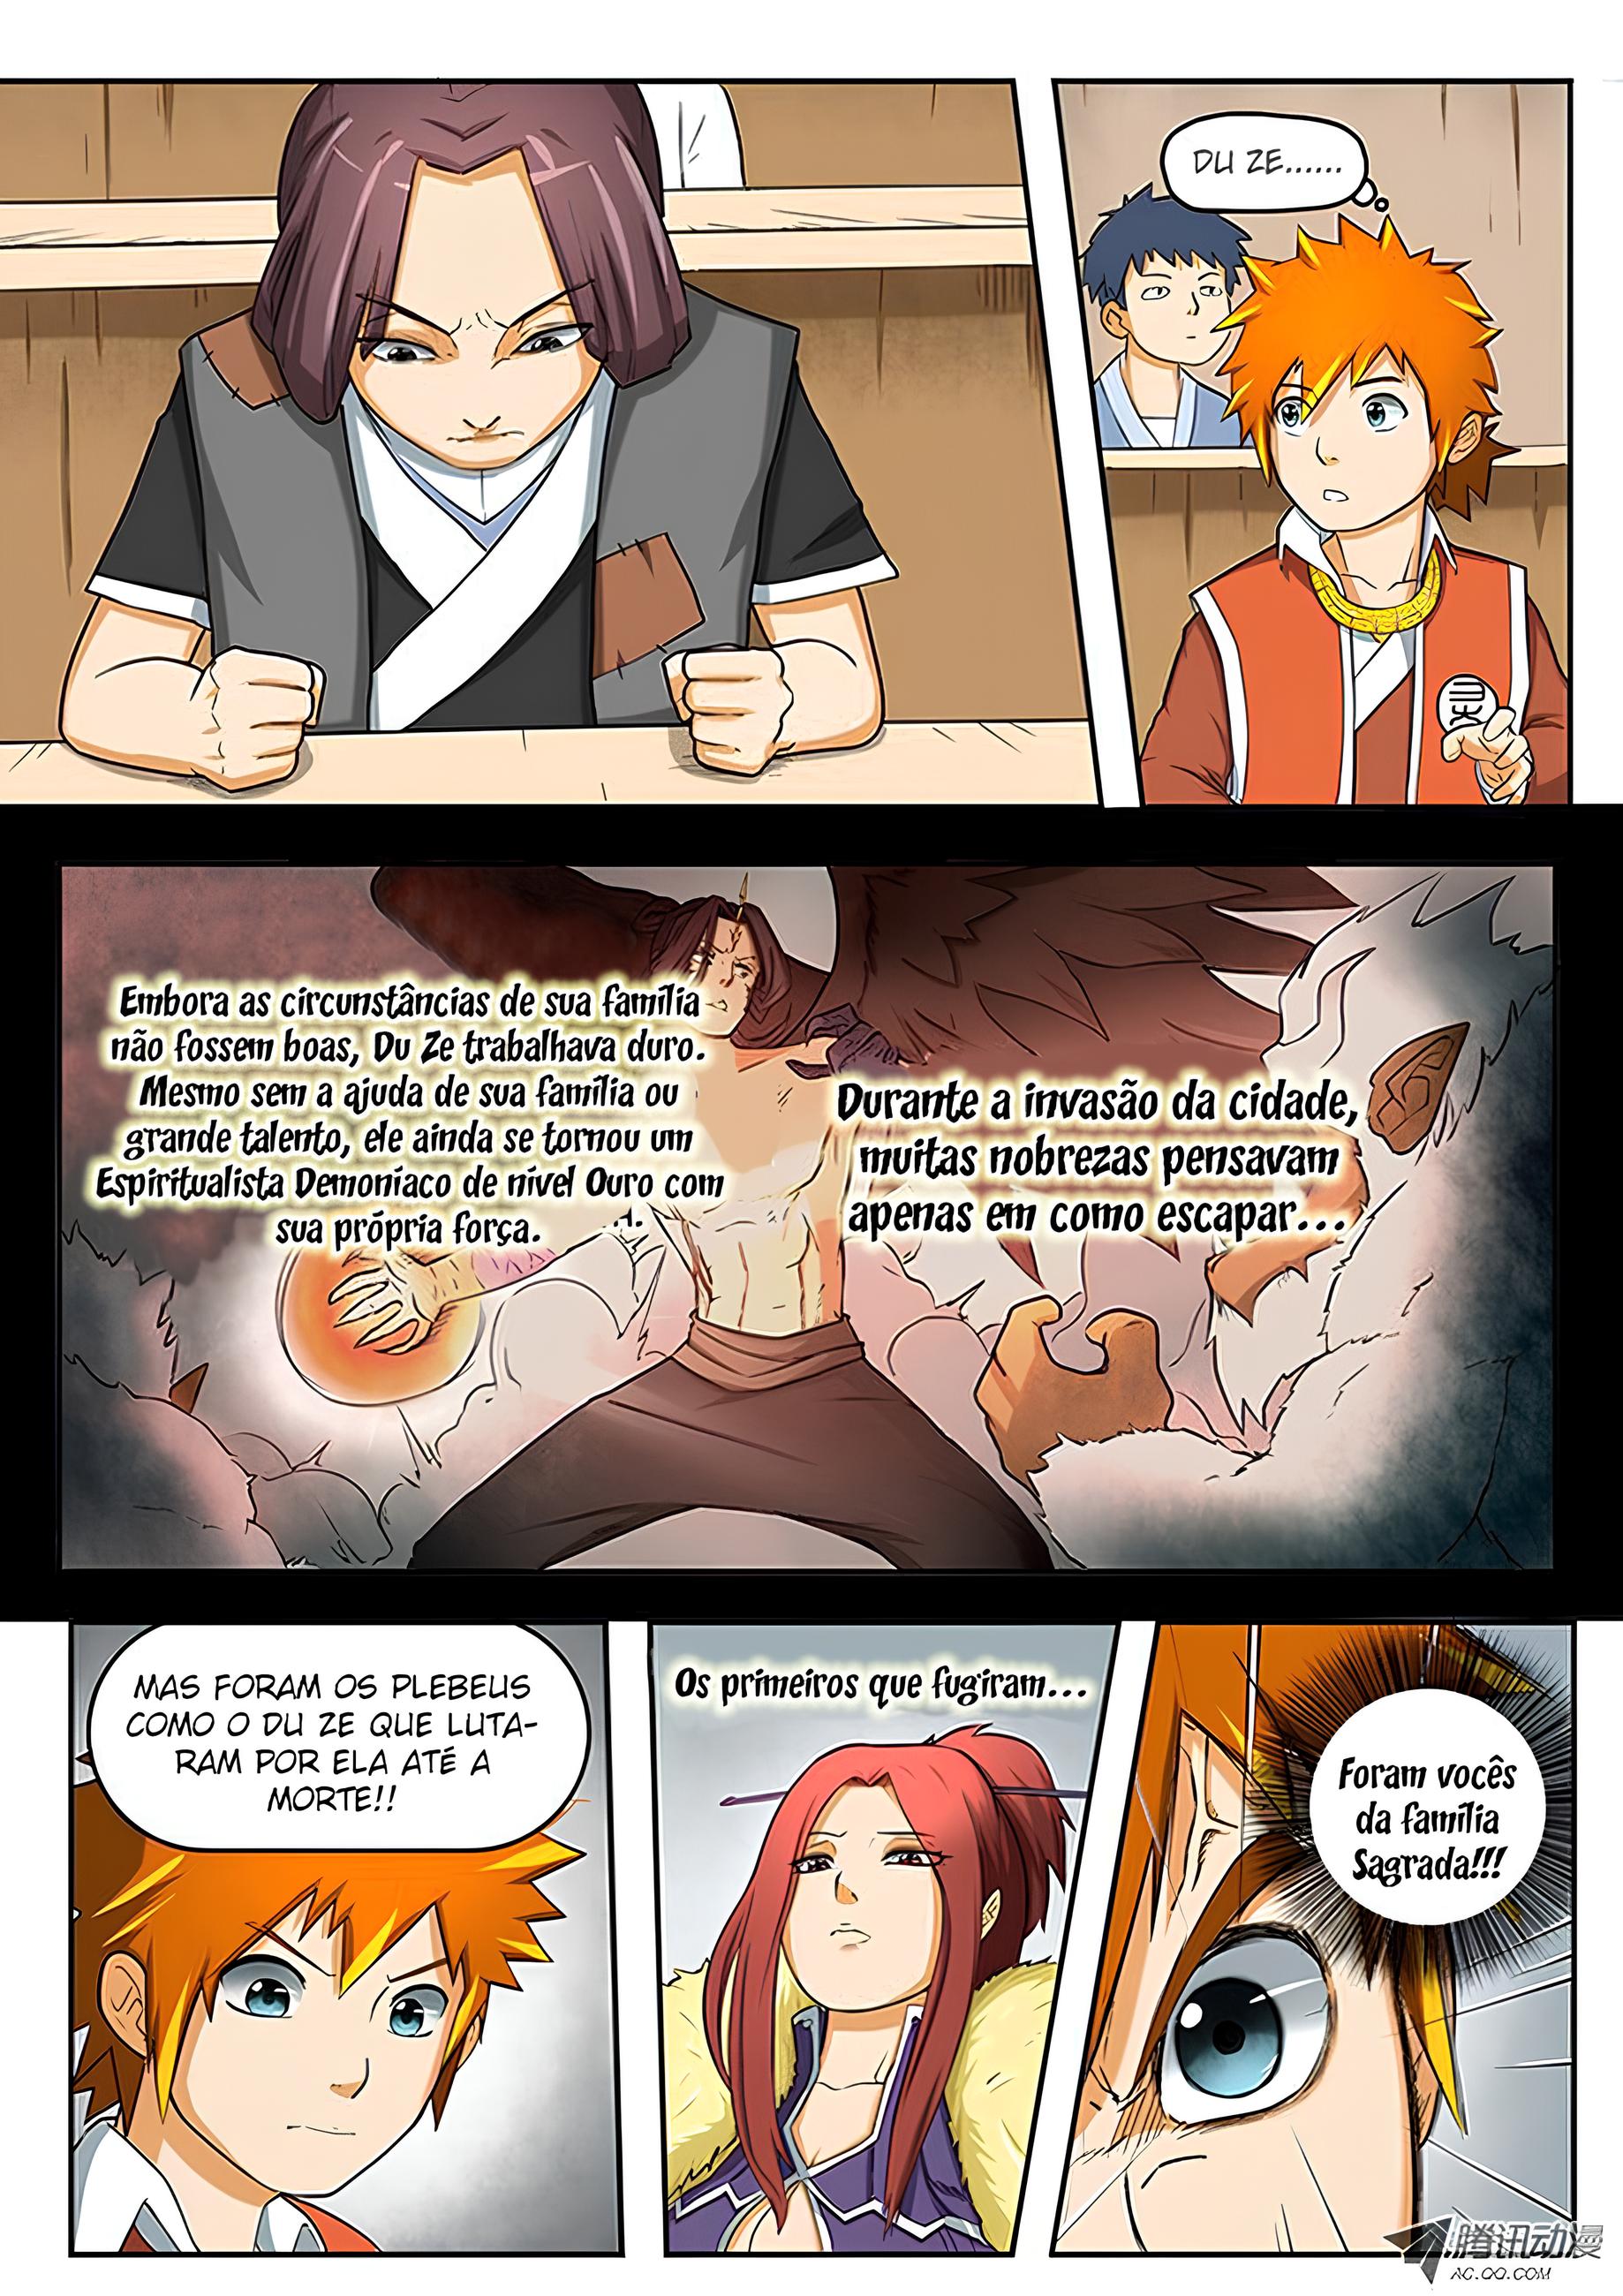 DU ZE......
Embora as circunstâncias de sua família
não fossem boas, Du Ze trabalhava duro.
Mesmo sem a ajuda de sua família ou
grande talento, ele ainda se tornou um
Espiritualista Demoníaco de nível Ouro com
sua própria força.
Durante a invasão da cidade,
muitas nobrezas pensavam
apenas em como escapar...
MAS FORAM OS PLEBEUS
COMO O DU ZE QUE LUTA-
RAM POR ELA ATÉ A
MORTE!!
Os primeiros que fugiram...
Foram vocês
da família
Sagrada!!!
腾讯动漫
AC.QQ.COM